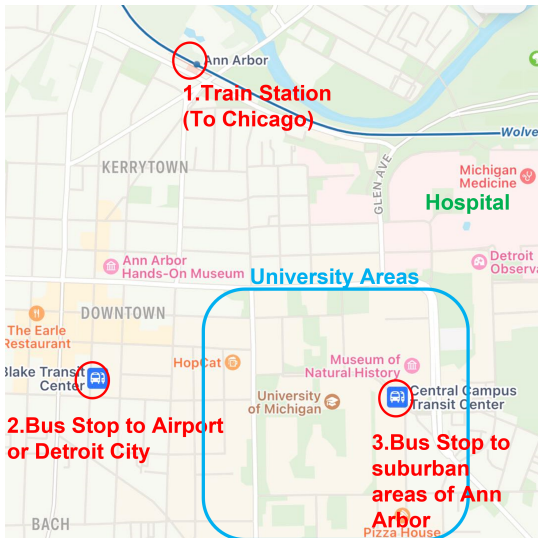 Ann Arbor
1.Train Station
(To Chicago)
Wolve
KERRYTOWN
GLEN AVE
Michigan
Medicine
Hospital
Ann Arbor
Hands-On Museum
Detroit
Observa
University Areas
DOWNTOWN
The Earle
Restaurant
HopCat
Museum of
Natural History
Blake Transit
Center
University
of Michigan
Central Campus
Transit Center
2.Bus Stop to Airport
or Detroit City
3.Bus Stop to
suburban
areas of Ann
Arbor
BACH
Pizza House